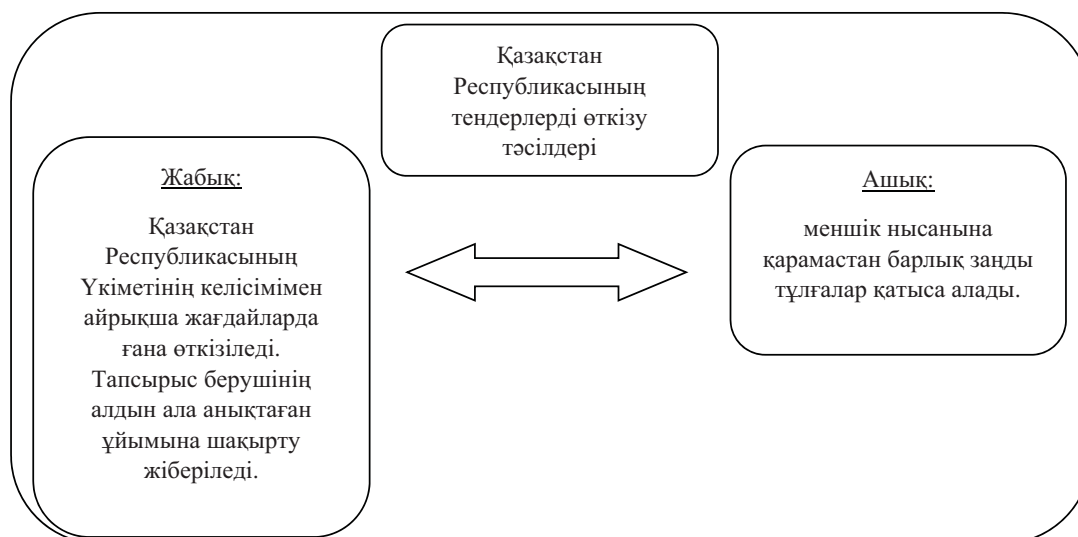 Қазақстан
Республикасының
тендерлерді өткізу
тәсілдері
Жабық:
Қазақстан
Республикасының
Үкіметінің келісімімен
айрықша жағдайларда
ғана өткізіледі.
Тапсырыс берушінің
алдын ала анықтаған
ұйымына шақырту
жіберіледі.
Ашық:
меншік нысанына
қарамастан барлық заңды
тұлғалар қатыса алады.